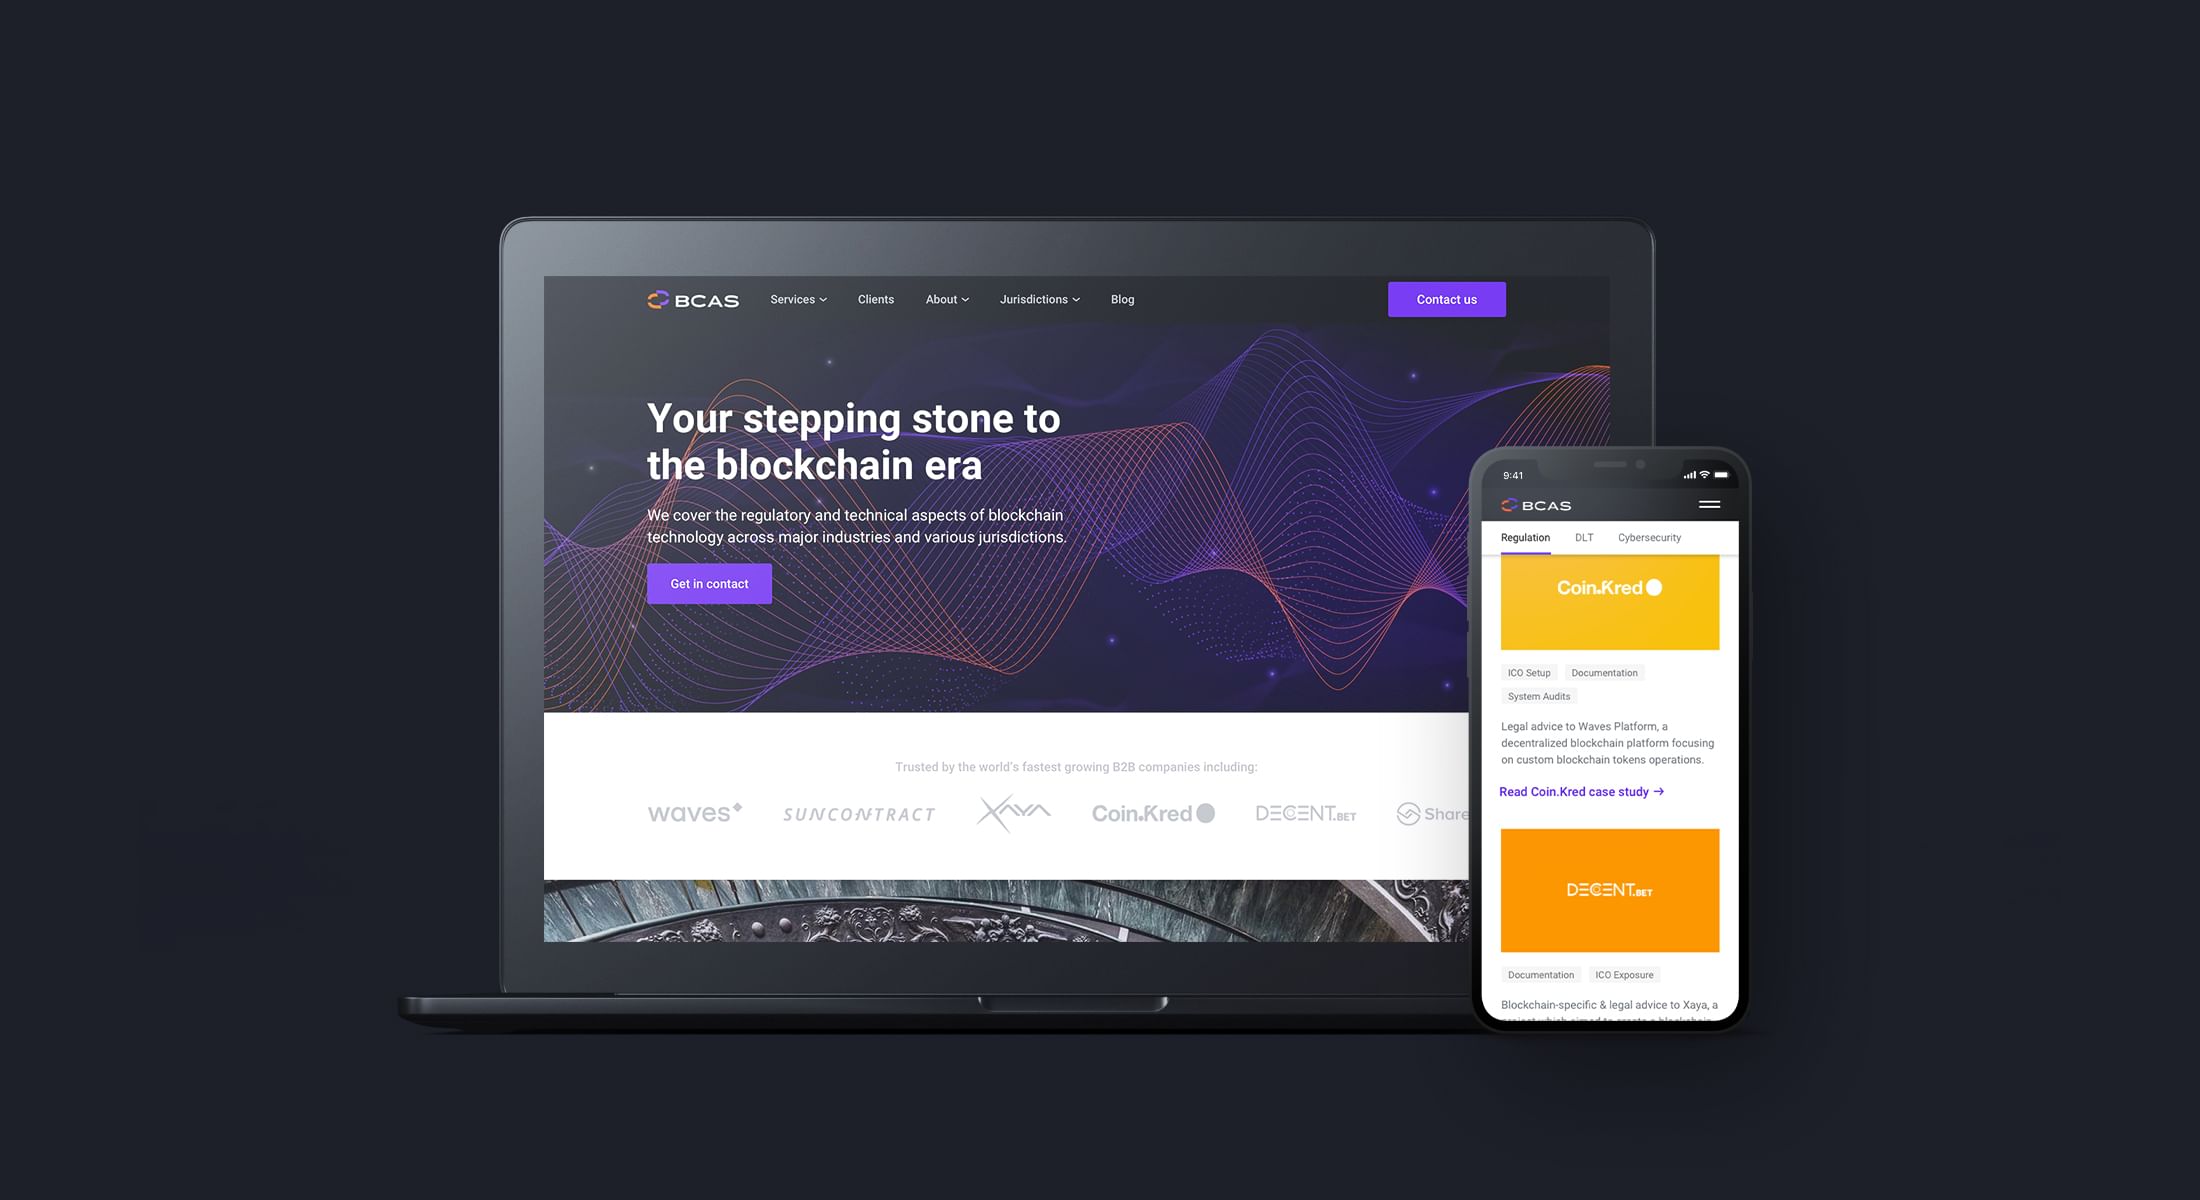 BCAS Services Clients About Jurisdictions Blog Contact us
Your stepping stone to
the blockchain era
We cover the regulatory and technical aspects of blockchain
technology across major industries and various jurisdictions.
Get in contact
Trusted by the world's fastest growing B2B companies including:
waves SUNCONTRACT XAYA Coin.Kred DECENT.BET Share
9:41
BCAS
Regulation DLT Cybersecurity
Coin.Kred
ICO Setup Documentation
System Audits
Legal advice to Waves Platform, a
decentralized blockchain platform focusing
on custom blockchain tokens operations.
Read Coin.Kred case study →
DECENT.BET
Documentation ICO Exposure
Blockchain-specific & legal advice to Xaya, a